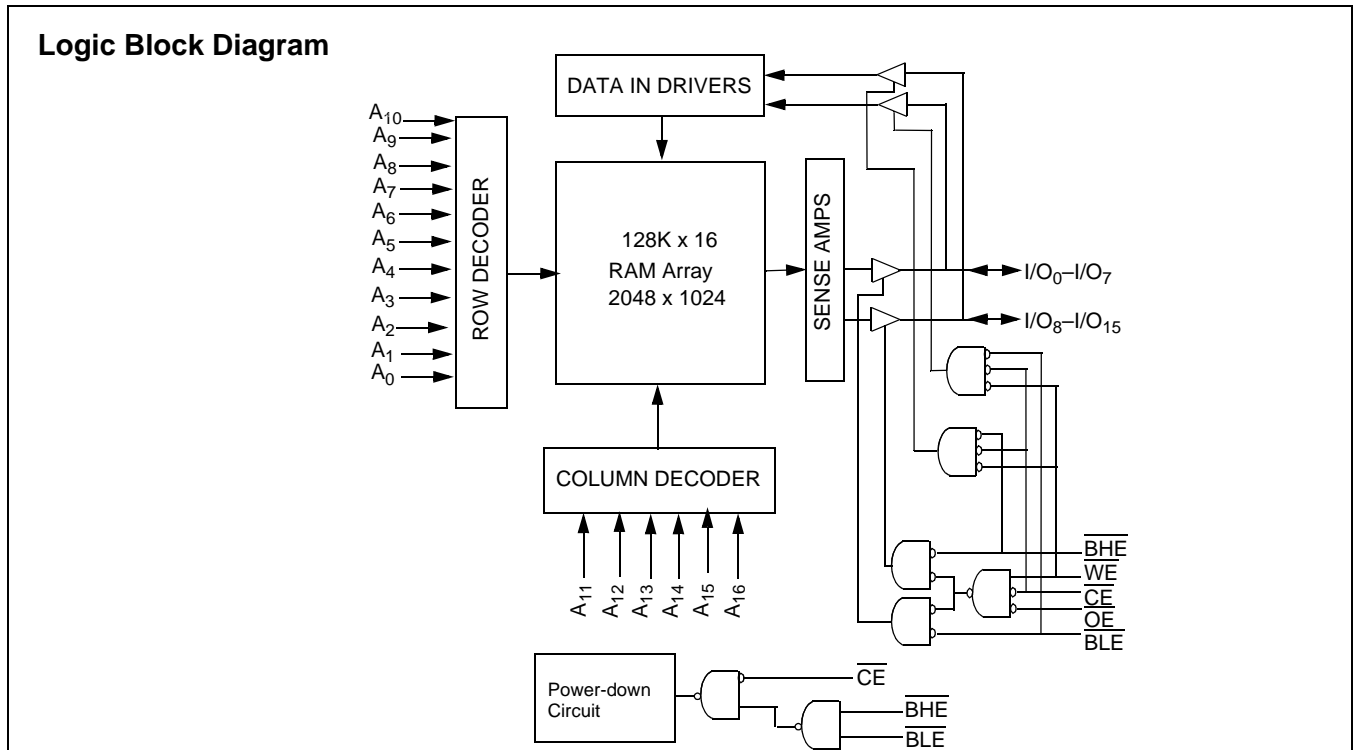 Logic Block Diagram
DATA IN DRIVERS
A10
A9
A8
A7
A6
A5
A4
A3
A2
A1
A0
ROW DECODER
128K x 16
RAM Array
2048 x 1024
SENSE AMPS
I/O0–I/O7
I/O8–I/O15
COLUMN DECODER
A11
A12
A13
A14
A15
A16
BHE
WE
CE
OE
BLE
Power-down
Circuit
CE
BHE
BLE